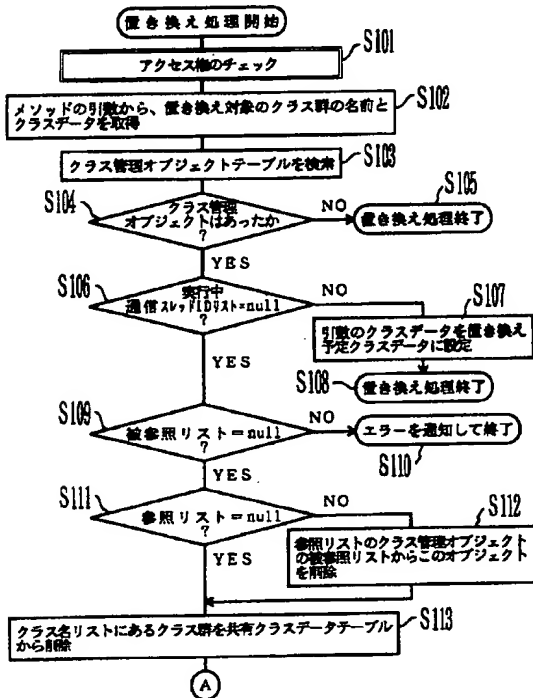 置き換え処理開始
S101
アクセス権のチェック
S102
メソッドの引数から、置き換え対象のクラス群の名前と
クラスデータを取得
S103
クラス管理オブジェクトテーブルを検索
S104
クラス管理
オブジェクトはあったか
?
NO
S105
置き換え処理終了
YES
S106
実行中
通信スレッドIDリスト=null
?
NO
S107
引数のクラスデータを置き換え
予定クラスデータに設定
YES
S108
置き換え処理終了
S109
被参照リスト=null
?
NO
エラーを通知して終了
S110
YES
S111
参照リスト=null
?
NO
S112
参照リストのクラス管理オブジェクト
の被参照リストからこのオブジェクト
を削除
YES
S113
クラス名リストにあるクラス群を共有クラスデータテーブル
から削除
A